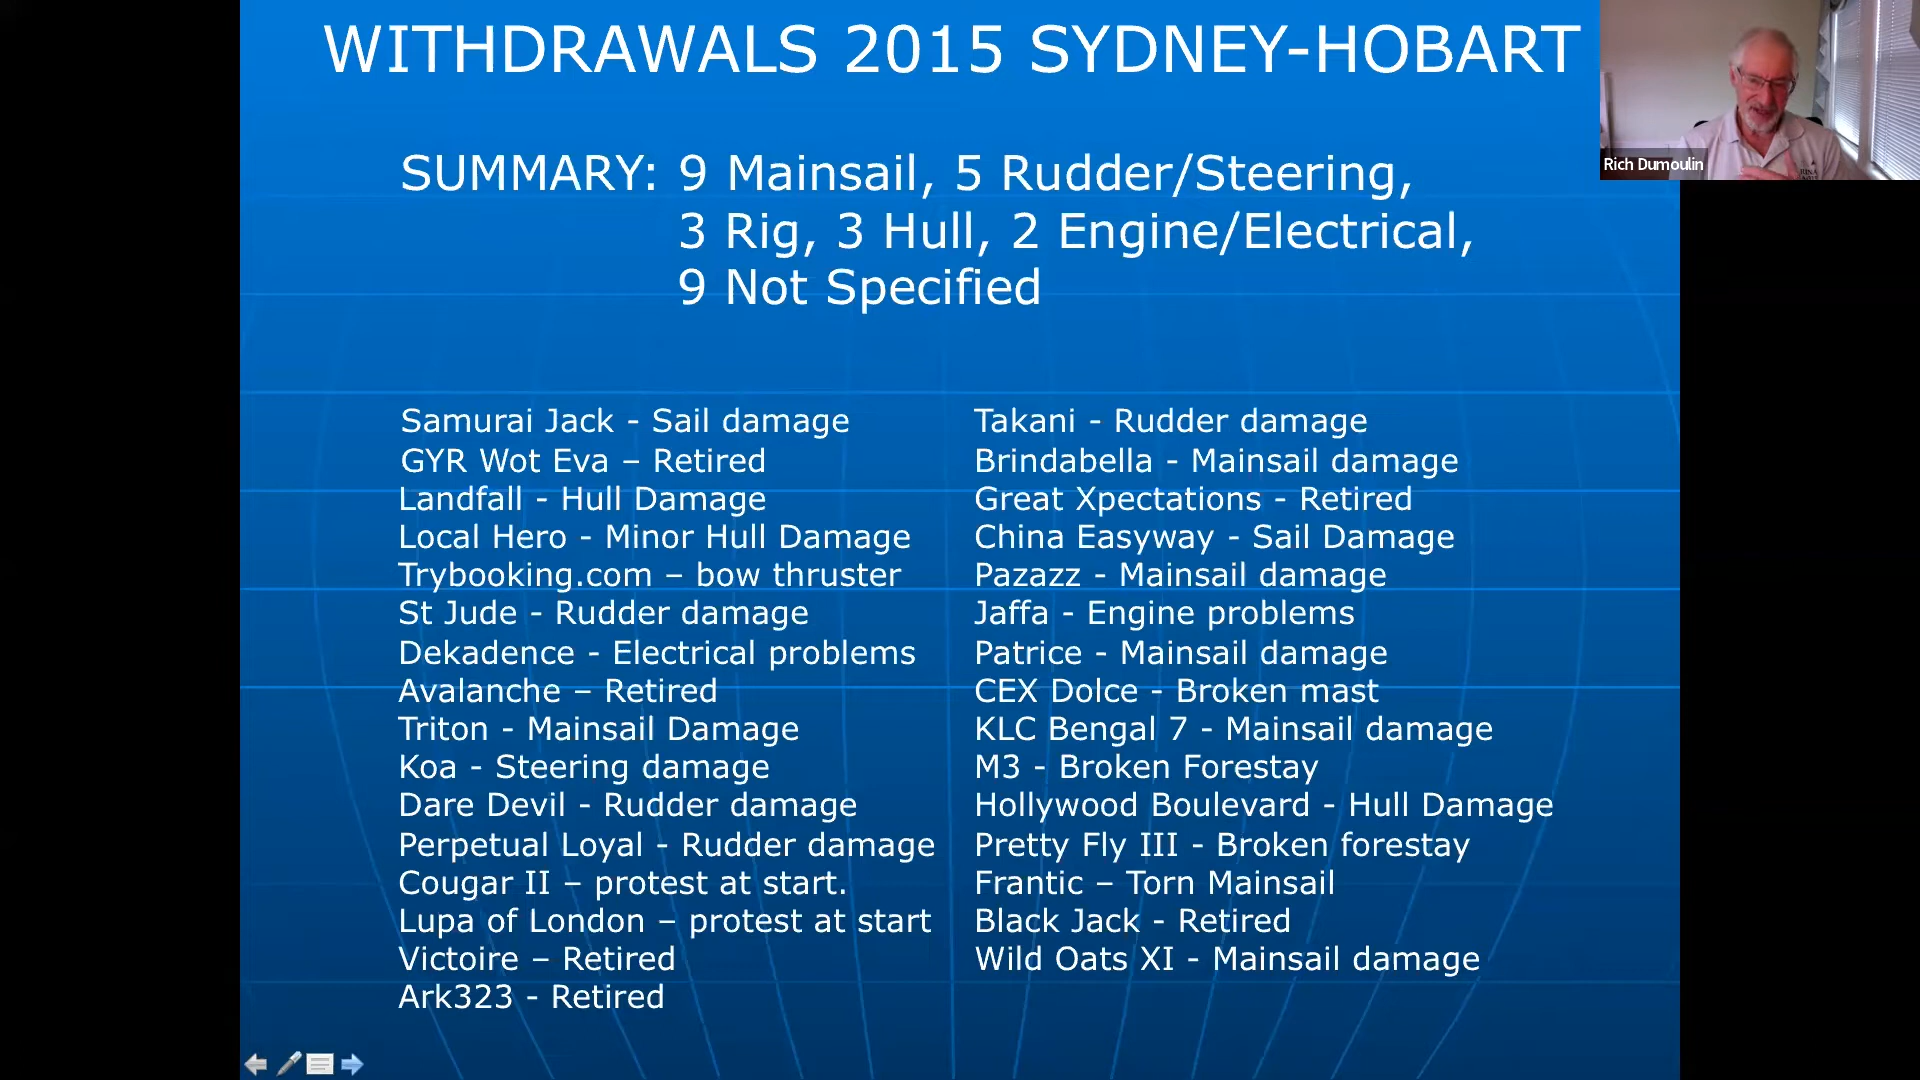 WITHDRAWALS 2015 SYDNEY-HOBART
Rich Dumoulin
SUMMARY: 9 Mainsail, 5 Rudder/Steering,
3 Rig, 3 Hull, 2 Engine/Electrical,
9 Not Specified
Samurai Jack - Sail damage
GYR Wot Eva – Retired
Landfall - Hull Damage
Local Hero - Minor Hull Damage
Trybooking.com – bow thruster
St Jude - Rudder damage
Dekadence - Electrical problems
Avalanche – Retired
Triton - Mainsail Damage
Koa - Steering damage
Dare Devil - Rudder damage
Perpetual Loyal - Rudder damage
Cougar II – protest at start.
Lupa of London – protest at start
Victoire – Retired
Ark323 - Retired
Takani - Rudder damage
Brindabella - Mainsail damage
Great Xpectations - Retired
China Easyway - Sail Damage
Pazazz - Mainsail damage
Jaffa - Engine problems
Patrice - Mainsail damage
CEX Dolce - Broken mast
KLC Bengal 7 - Mainsail damage
M3 - Broken Forestay
Hollywood Boulevard - Hull Damage
Pretty Fly III - Broken forestay
Frantic – Torn Mainsail
Black Jack - Retired
Wild Oats XI - Mainsail damage